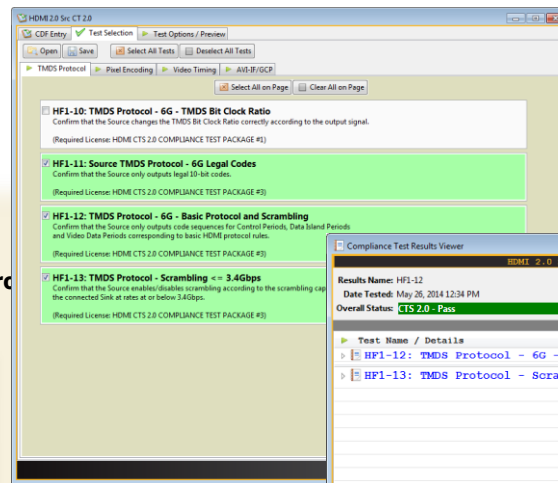 HDMI 2.0 Src CT 2.0
CDF Entry Test Selection Test Options / Preview
Open Save Select All Tests Deselect All Tests
TMDS Protocol Pixel Encoding Video Timing AVI-IF/GCP
Select All on Page Clear All on Page
HF1-10: TMDS Protocol - 6G - TMDS Bit Clock Ratio
Confirm that the Source changes the TMDS Bit Clock Ratio correctly according to the output signal.
(Required License: HDMI CTS 2.0 COMPLIANCE TEST PACKAGE #1)
HF1-11: Source TMDS Protocol - 6G Legal Codes
Confirm that the Source only outputs legal 10-bit codes.
(Required License: HDMI CTS 2.0 COMPLIANCE TEST PACKAGE #3)
HF1-12: TMDS Protocol - 6G - Basic Protocol and Scrambling
Confirm that the Source only outputs code sequences for Control Periods, Data Island Periods
and Video Data Periods corresponding to basic HDMI protocol rules.
(Required License: HDMI CTS 2.0 COMPLIANCE TEST PACKAGE #3)
HF1-13: TMDS Protocol - Scrambling <= 3.4Gbps
Confirm that the Source enables/disables scrambling according to the scrambling cap
the connected Sink at rates at or below 3.4Gbps.
(Required License: HDMI CTS 2.0 COMPLIANCE TEST PACKAGE #3)
Compliance Test Results Viewer
HDMI 2.0
Results Name: HF1-12
Date Tested: May 26, 2014 12:34 PM
Overall Status: CTS 2.0 - Pass
Test Name / Details
HF1-12: TMDS Protocol - 6G -
HF1-13: TMDS Protocol - Scra